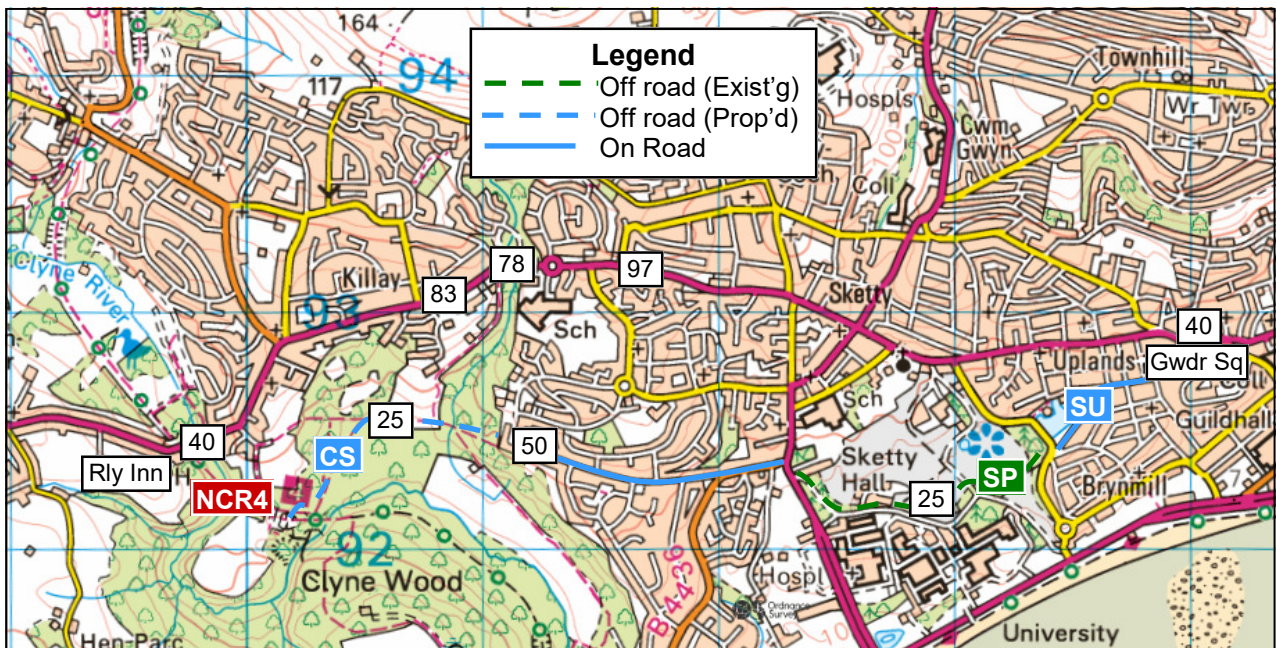 164
94
117
Legend
Off road (Exist'g)
Off road (Prop'd)
On Road
Townhill
Wr Twr
Hospls
Cwm
Gwyn
100
Coll
Clyne River
Killay
93
83
78
97
Sch
Sketty
40
Uplands
Gwdr Sq
Coll
SU
Guildhall
Sch
Sketty
Hall
25
SP
Brynmill
7
CS
25
50
40
Rly Inn
H
NCR4
92
Clyne Wood
B4436
Hospl
Ordnance
Survey
10
University
Hen-Parc